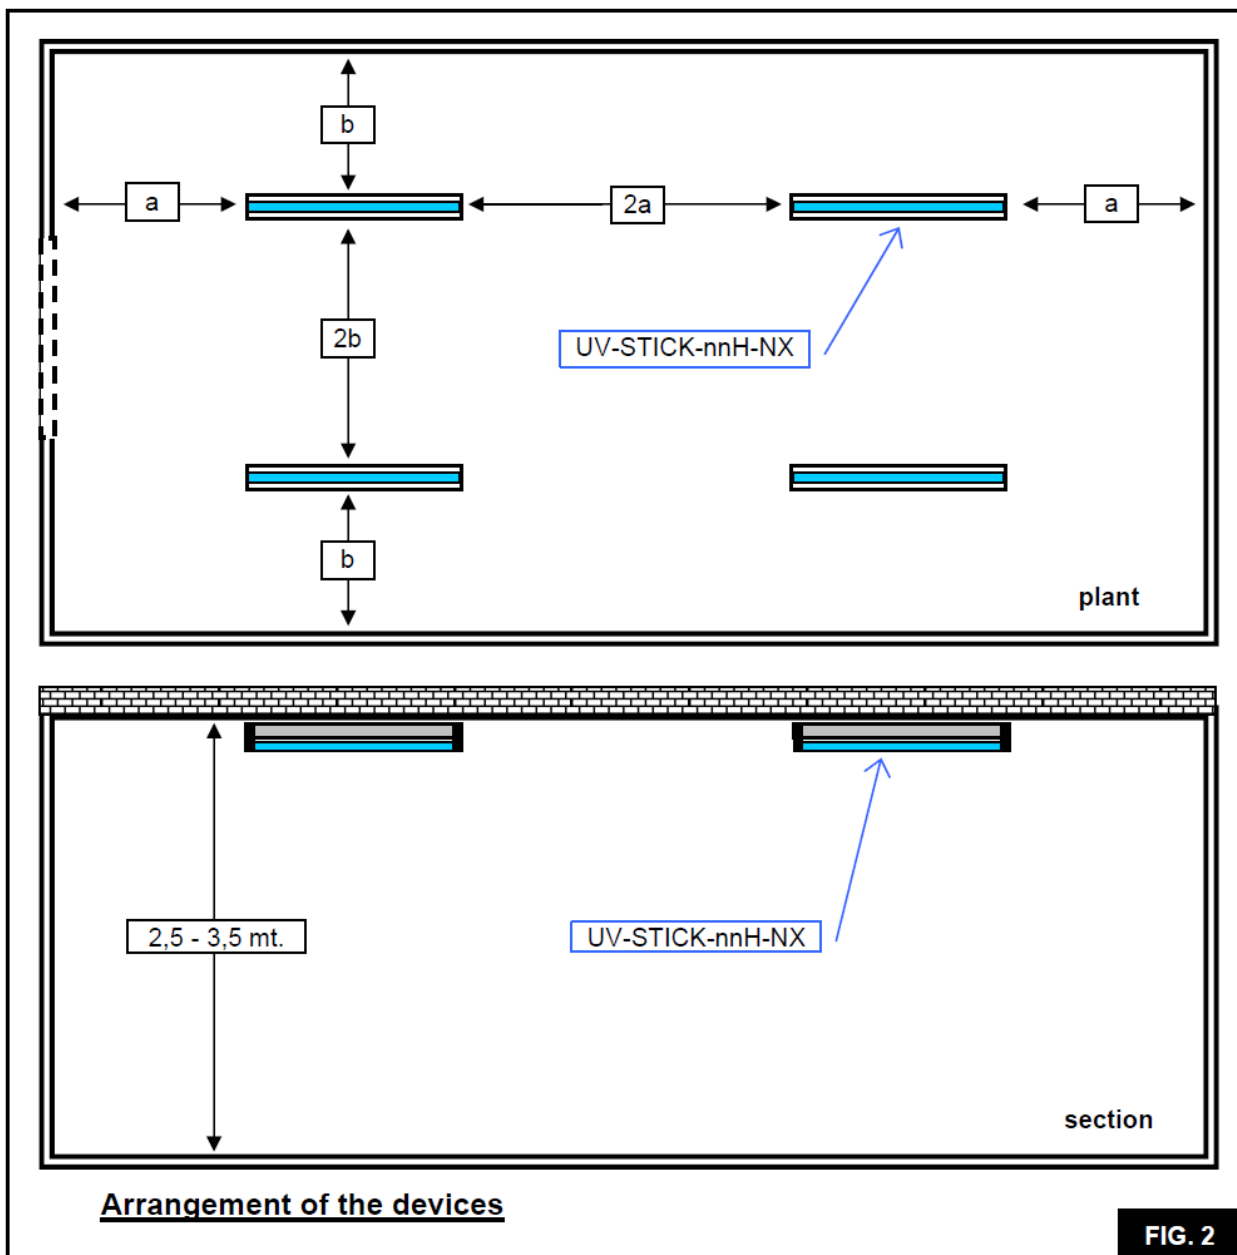 b
a
2a
a
2b
UV-STICK-nnH-NX
b
plant
2,5 - 3,5 mt.
UV-STICK-nnH-NX
section
Arrangement of the devices
FIG. 2